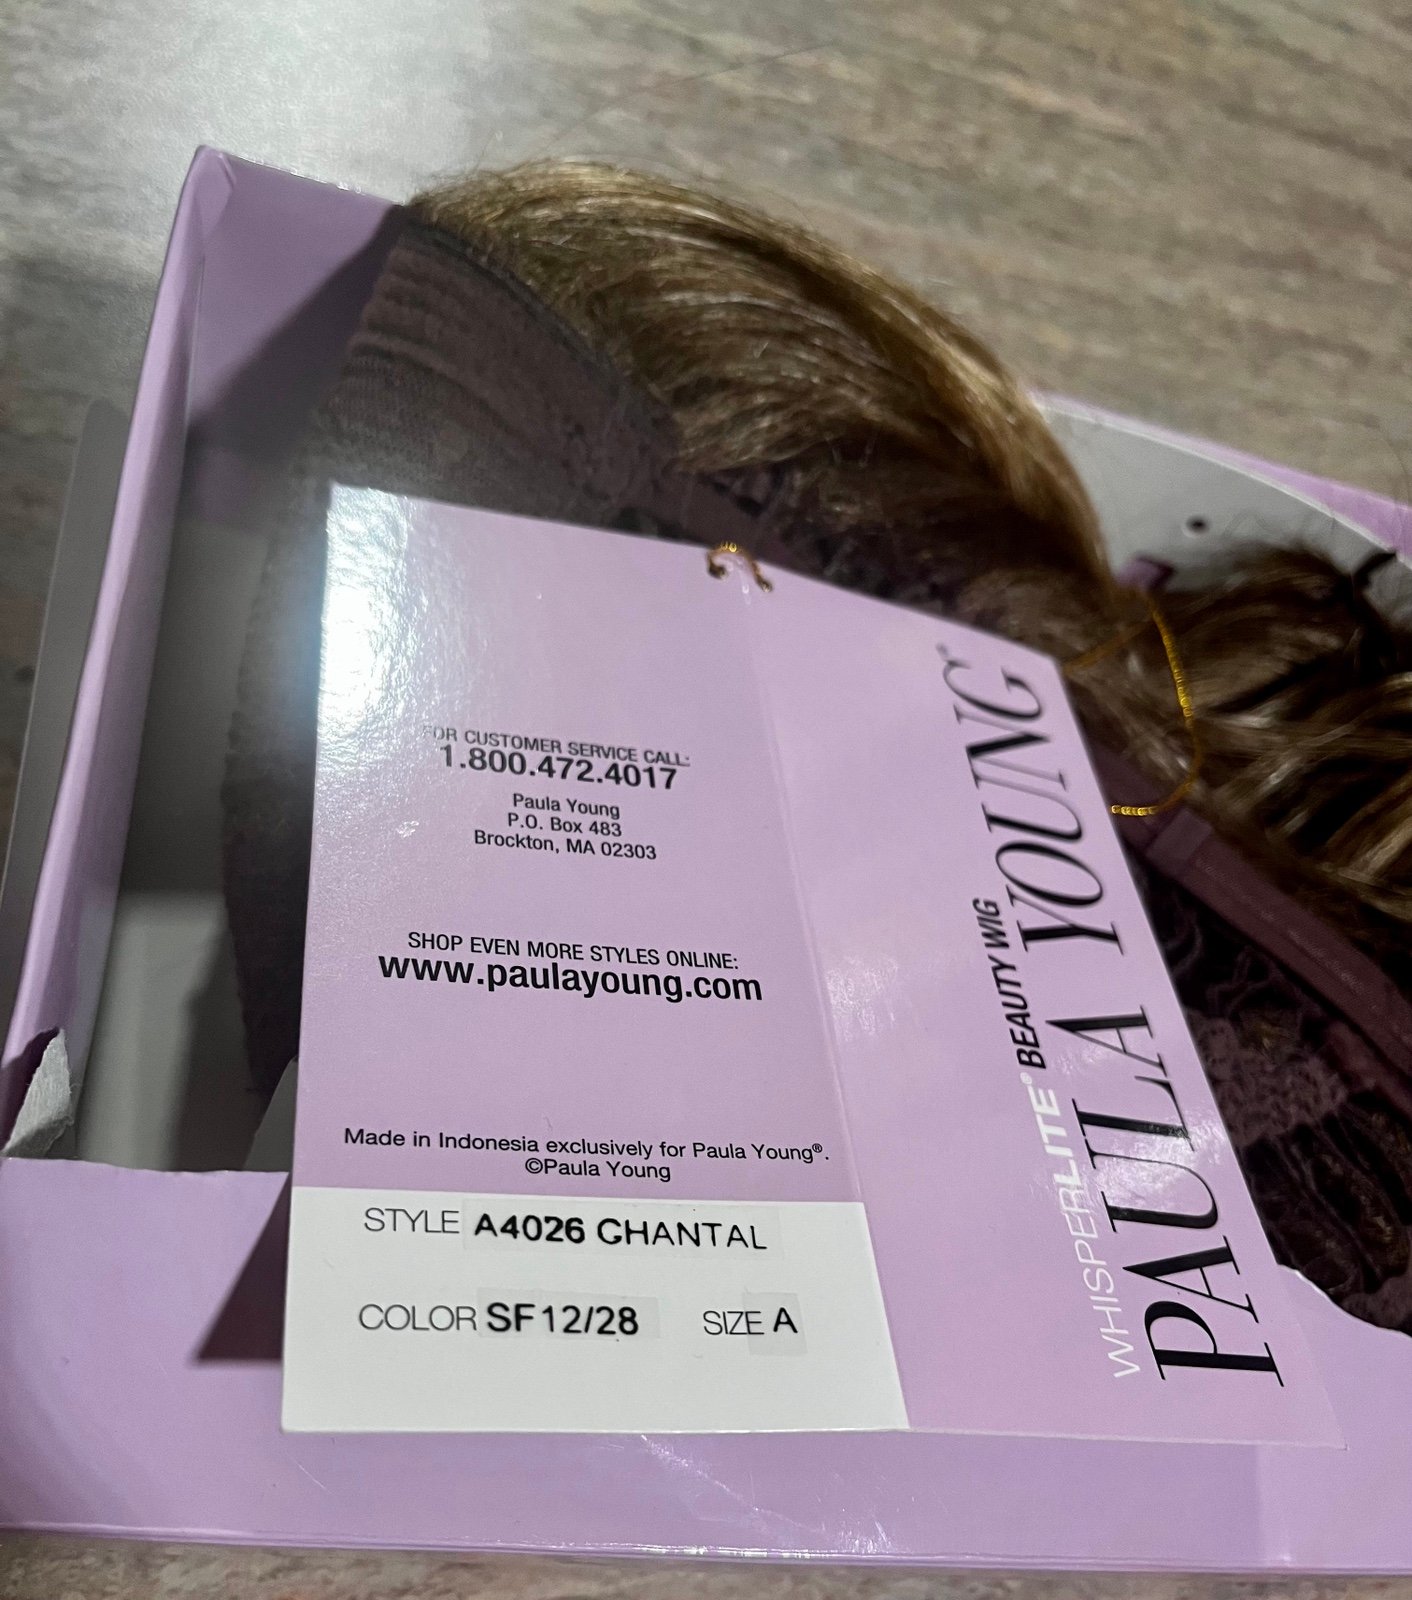 FOR CUSTOMER SERVICE CALL:
1.800.472.4017
Paula Young
P.O. Box 483
Brockton, MA 02303
SHOP EVEN MORE STYLES ONLINE:
www.paulayoung.com
Made in Indonesia exclusively for Paula Young®.
©Paula Young
STYLE A4026 CHANTAL
COLOR SF12/28 SIZE A
WHISPERLITE® BEAUTY WIG
PAULA YOUNG®